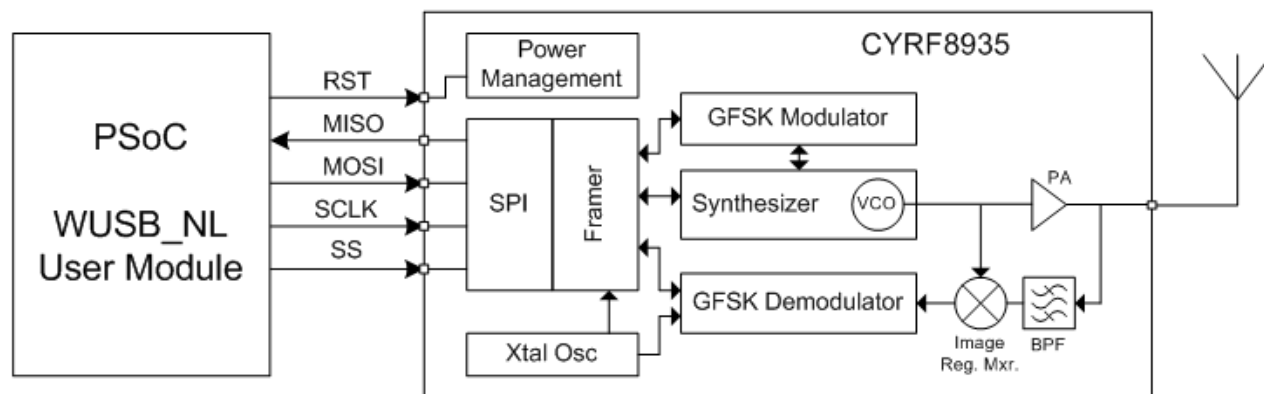 PSoC
WUSB_NL
User Module
RST
MISO
MOSI
SCLK
SS
CYRF8935
Power
Management
SPI
Framer
Xtal Osc
GFSK Modulator
Synthesizer
VCO
GFSK Demodulator
PA
Image
Reg. Mxr.
BPF